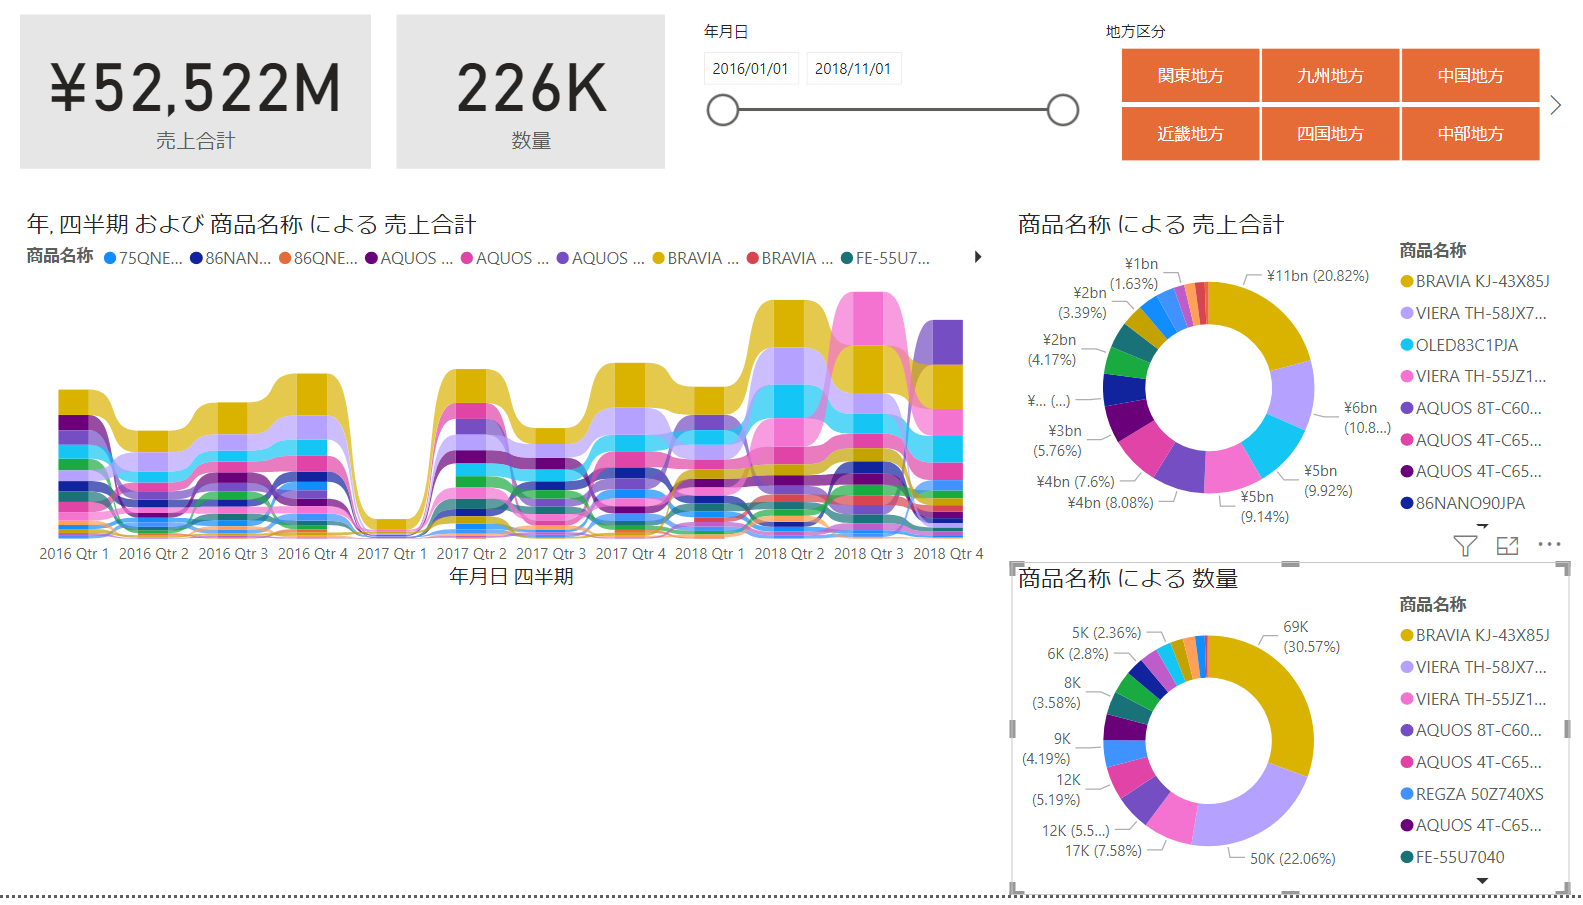 ¥52,522M
売上合計
226K
数量
年月日
2016/01/01
2018/11/01
地方区分
関東地方
九州地方
中国地方
近畿地方
四国地方
中部地方
年, 四半期 および 商品名称 による 売上合計
商品名称
75QNE...
86NAN...
86QNE...
AQUOS ...
AQUOS ...
AQUOS ...
BRAVIA ...
BRAVIA ...
FE-55U7...
2016 Qtr 1
2016 Qtr 2
2016 Qtr 3
2016 Qtr 4
2017 Qtr 1
2017 Qtr 2
2017 Qtr 3
2017 Qtr 4
2018 Qtr 1
2018 Qtr 2
2018 Qtr 3
2018 Qtr 4
年月日 四半期
商品名称 による 売上合計
¥11bn (20.82%)
¥6bn
(10.8...)
¥5bn
(9.92%)
¥5bn
(9.14%)
¥4bn (8.08%)
¥4bn (7.6%)
¥3bn
(5.76%)
¥... (...)
¥2bn
(4.17%)
¥2bn
(3.39%)
¥1bn
(1.63%)
商品名称
BRAVIA KJ-43X85J
VIERA TH-58JX7...
OLED83C1PJA
VIERA TH-55JZ1...
AQUOS 8T-C60...
AQUOS 4T-C65...
AQUOS 4T-C65...
86NANO90JPA
商品名称 による 数量
69K
(30.57%)
50K (22.06%)
17K (7.58%)
12K (5.5...)
12K
(5.19%)
9K
(4.19%)
8K
(3.58%)
6K (2.8%)
5K (2.36%)
商品名称
BRAVIA KJ-43X85J
VIERA TH-58JX7...
VIERA TH-55JZ1...
AQUOS 8T-C60...
AQUOS 4T-C65...
REGZA 50Z740XS
AQUOS 4T-C65...
FE-55U7040